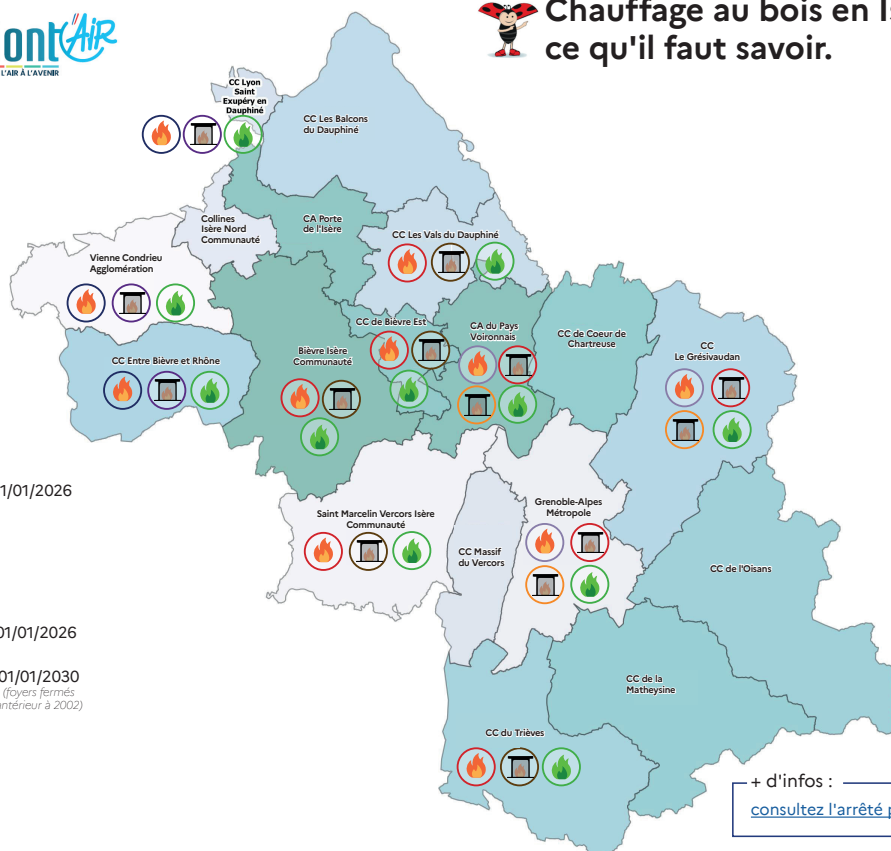 ont'AiR
L'AIR À L'AVENIR
Chauffage au bois en Is
ce qu'il faut savoir.
CC Lyon
Saint
Exupéry en
Dauphiné
CC Les Balcons
du Dauphiné
Collines
Isère Nord
Communauté
CA Porte
de l'Isère
CC Les Vals du Dauphiné
Vienne Condrieu
Agglomération
CC de Bièvre Est
CA du Pays
Voironnais
CC de Coeur de
Chartreuse
CC
Le Grésivaudan
CC Entre Bièvre et Rhône
Bièvre Isère
Communauté
1/01/2026
Saint Marcelin Vercors Isère
Communauté
Grenoble-Alpes
Métropole
CC Massif
du Vercors
CC de l'Oisans
01/01/2026
01/01/2030
(foyers fermés
antérieur à 2002)
CC de la
Matheysine
CC du Trièves
+ d'infos :
consultez l'arrêté p